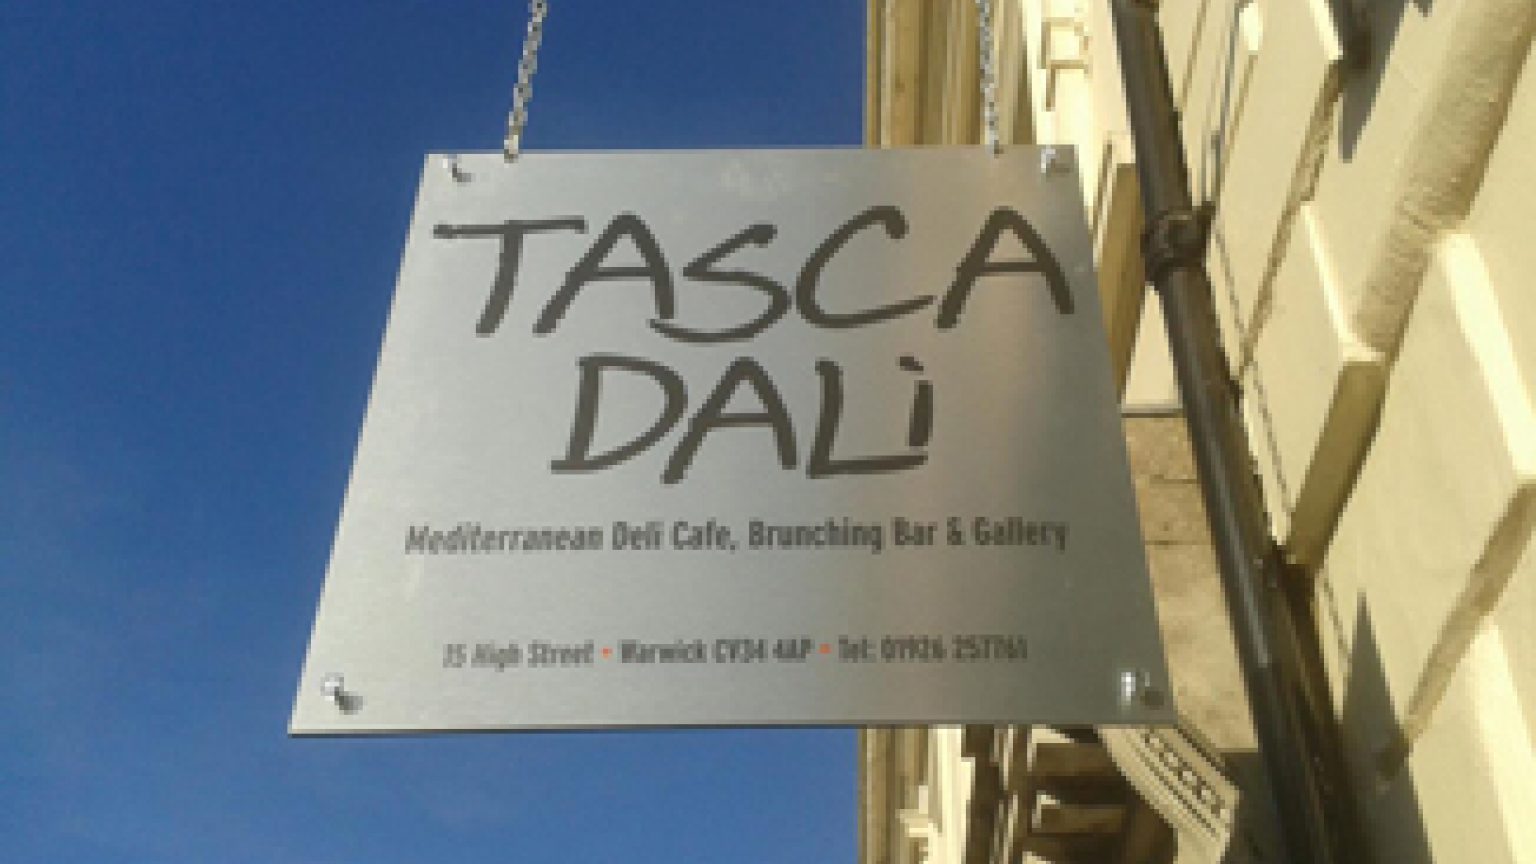 TASCA
DALì
Mediterranean Deli Cafe, Brunching Bar & Gallery
15 High Street • Warwick CV34 4AP • Tel: 01926 257761